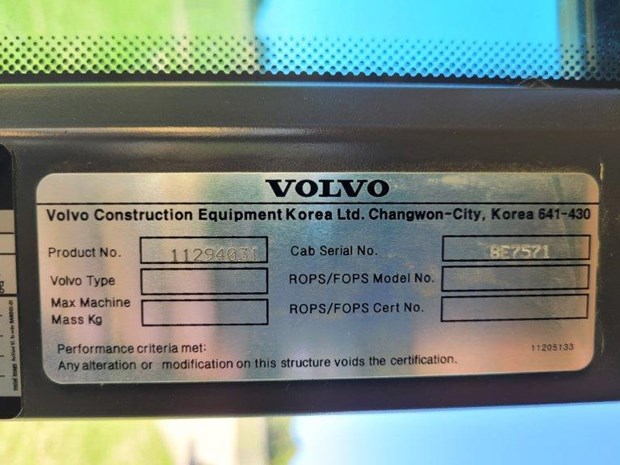 VOLVO
Volvo Construction Equipment Korea Ltd. Changwon-City, Korea 641-430
Product No. 11294031 Cab Serial No. BE7571
Volvo Type ROPS/FOPS Model No.
Max Machine
Mass Kg ROPS/FOPS Cert No.
Performance criteria met: 11205133
Any alteration or modification on this structure voids the certification.